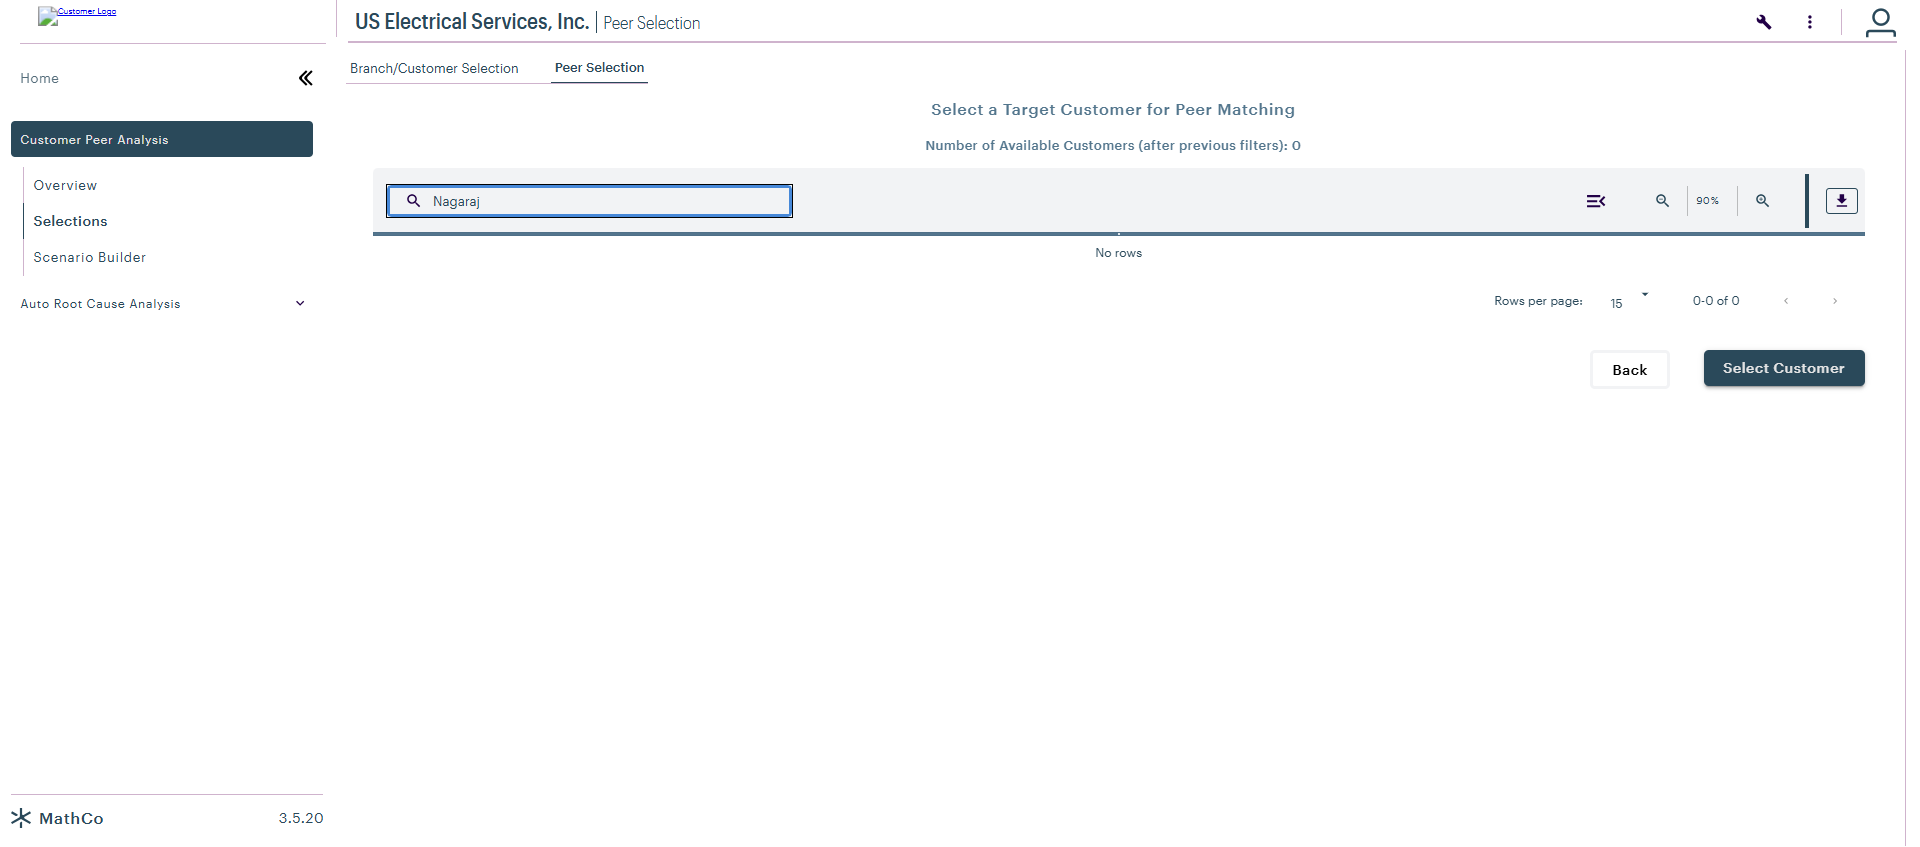 Customer Logo
US Electrical Services, Inc. | Peer Selection
Home
Branch/Customer Selection
Peer Selection
Select a Target Customer for Peer Matching
Customer Peer Analysis
Number of Available Customers (after previous filters): 0
Overview
Nagaraj
90%
Selections
No rows
Scenario Builder
Auto Root Cause Analysis
Rows per page: 15 0-0 of 0
Back
Select Customer
MathCo
3.5.20